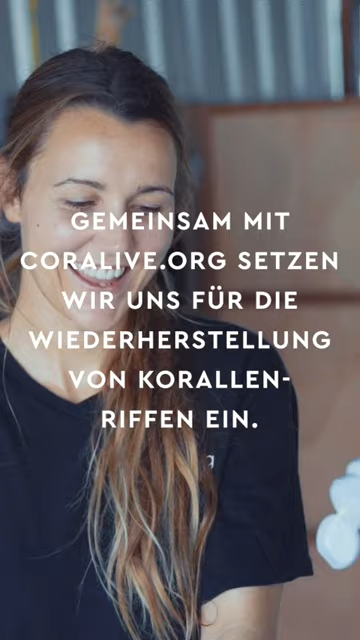 GEMEINSAM MIT
CORALIVE.ORG SETZEN
WIR UNS FÜR DIE
WIEDERHERSTELLUNG
VON KORALLEN-
RIFFEN EIN.